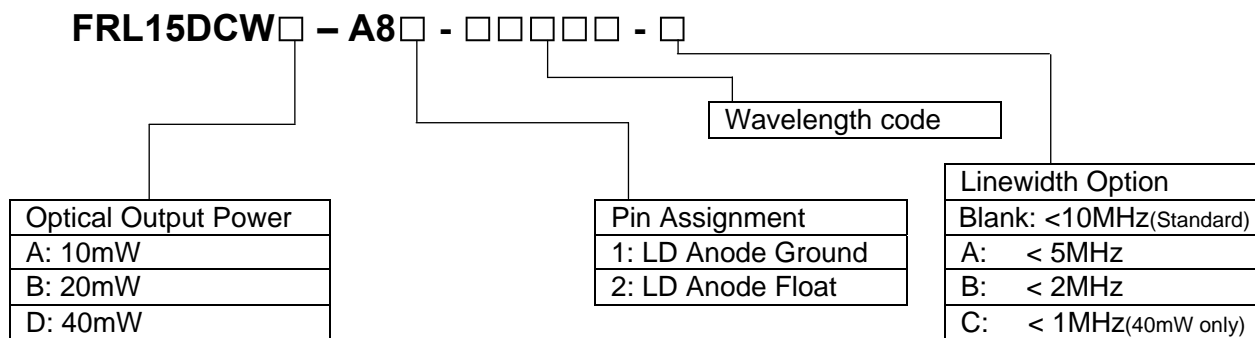 FRL15DCW□ – A8□ - □□□□□ - □
Wavelength code
Optical Output Power
A: 10mW
B: 20mW
D: 40mW
Pin Assignment
1: LD Anode Ground
2: LD Anode Float
Linewidth Option
Blank: <10MHz(Standard)
A: < 5MHz
B: < 2MHz
C: < 1MHz(40mW only)